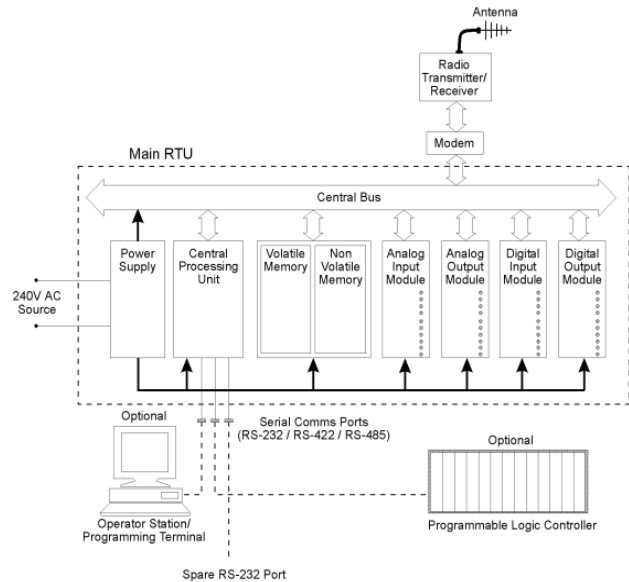 Antenna
Radio
Transmitter/
Receiver
Modem
Main RTU
Central Bus
Power
Supply
Central
Processing
Unit
Volatile
Memory
Non
Volatile
Memory
Analog
Input
Module
Analog
Output
Module
Digital
Input
Module
Digital
Output
Module
240V AC
Source
Optional
Serial Comms Ports
(RS-232 / RS-422 / RS-485)
Optional
Operator Station/
Programming Terminal
Programmable Logic Controller
Spare RS-232 Port